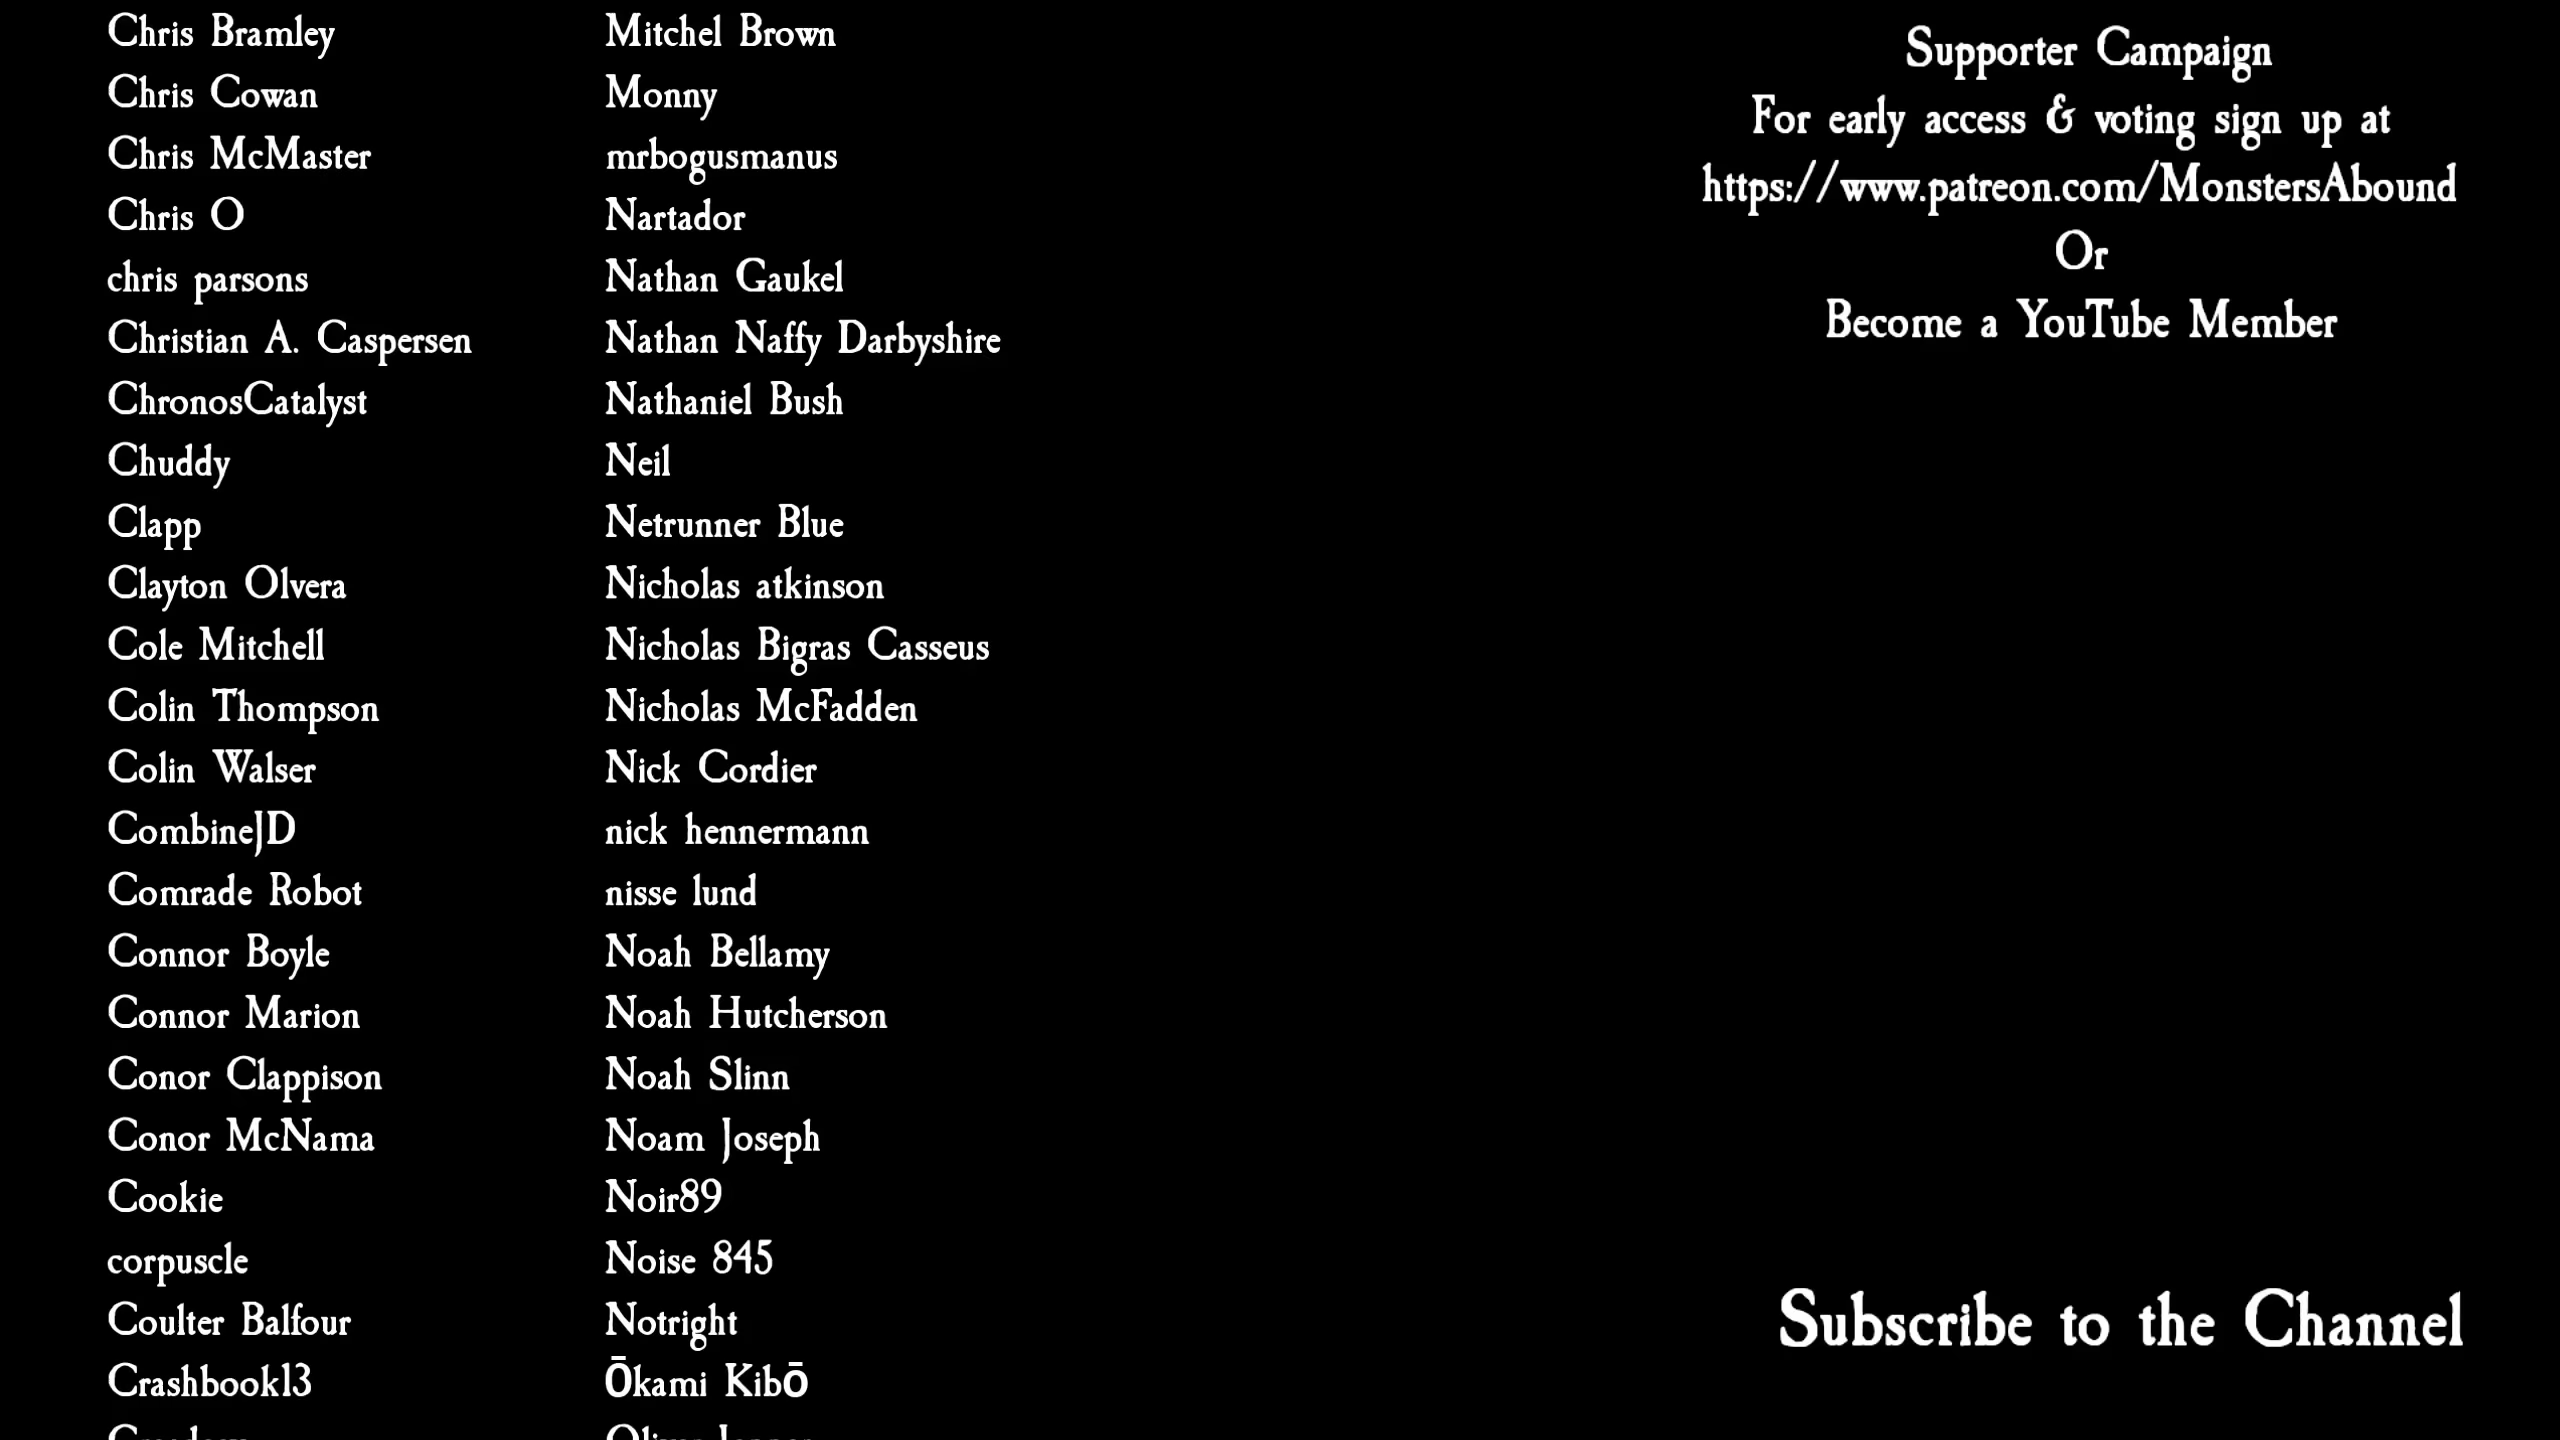 Chris Bramley
Chris Cowan
Chris McMaster
Chris O
chris parsons
Christian A. Caspersen
ChronosCatalyst
Chuddy
Clapp
Clayton Olvera
Cole Mitchell
Colin Thompson
Colin Walser
CombineJD
Comrade Robot
Connor Boyle
Connor Marion
Conor Clappison
Conor McNama
Cookie
corpuscle
Coulter Balfour
Crashbook13
Mitchel Brown
Monny
mrbogusmanus
Nartador
Nathan Gaukel
Nathan Naffy Darbyshire
Nathaniel Bush
Neil
Netrunner Blue
Nicholas atkinson
Nicholas Bigras Casseus
Nicholas McFadden
Nick Cordier
nick hennermann
nisse lund
Noah Bellamy
Noah Hutcherson
Noah Slinn
Noam Joseph
Noir89
Noise 845
Notright
Ōkami Kibō
Supporter Campaign
For early access & voting sign up at
https://www.patreon.com/MonstersAbound
Or
Become a YouTube Member
Subscribe to the Channel